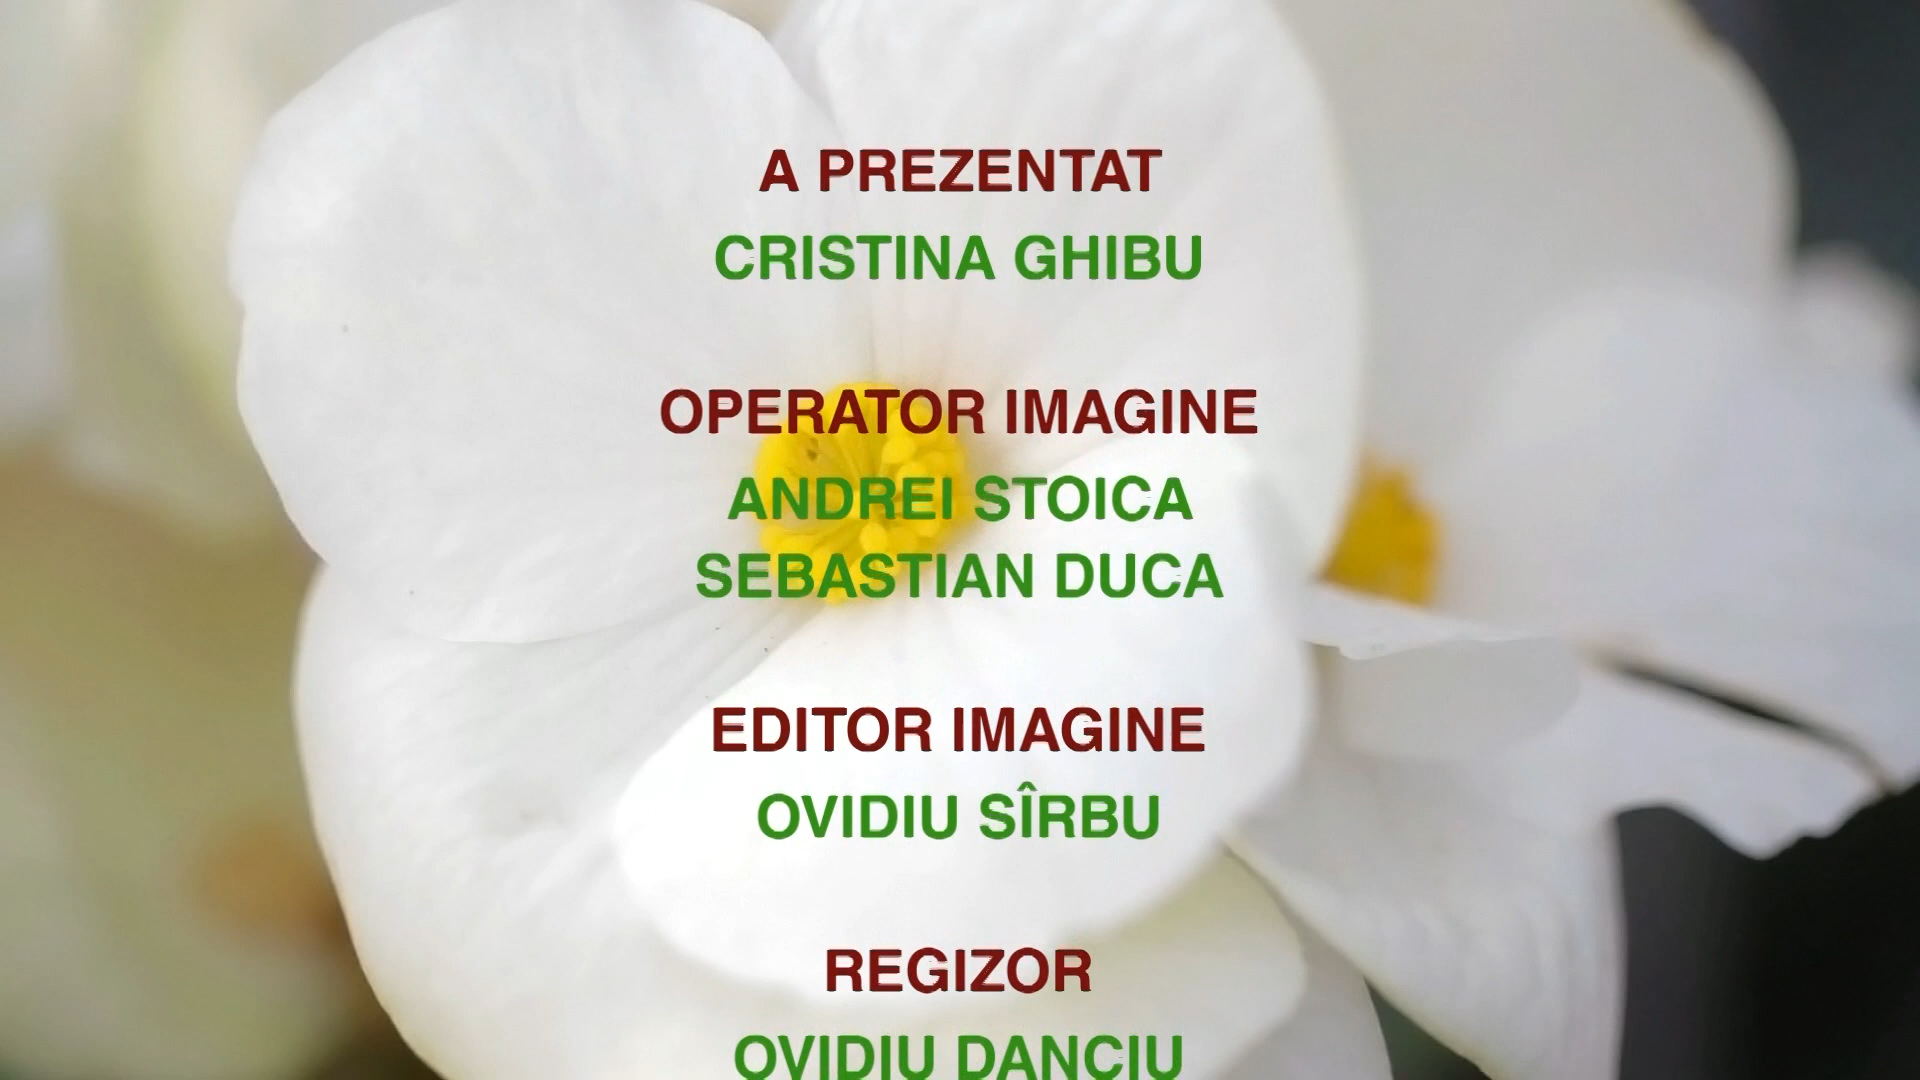 A PREZENTAT
CRISTINA GHIBU
OPERATOR IMAGINE
ANDREI STOICA
SEBASTIAN DUCA
EDITOR IMAGINE
OVIDIU SÎRBU
REGIZOR
OVIDIU DANCIU